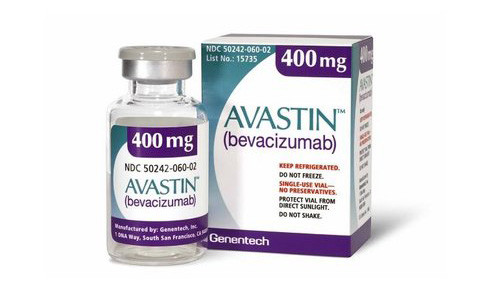 400 mg
NDC 50242-060-02
AVASTIN
(bevacizumab)
Manufactured by: Genentech, Inc.
1 DNA Way, South San Francisco, CA
NDC 50242-060-02
List No.: 15735
400 mg
AVASTIN™
(bevacizumab)
KEEP REFRIGERATED.
DO NOT FREEZE.
SINGLE-USE VIAL—
NO PRESERVATIVES.
PROTECT VIAL FROM
DIRECT SUNLIGHT.
DO NOT SHAKE.
Genentech